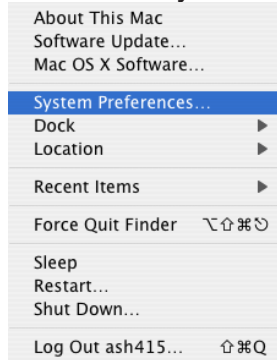 About This Mac
Software Update...
Mac OS X Software...
System Preferences...
Dock ▶
Location ▶
Recent Items ▶
Force Quit Finder ⌥⇧⌘⎋
Sleep
Restart...
Shut Down...
Log Out ash415... ⇧⌘Q